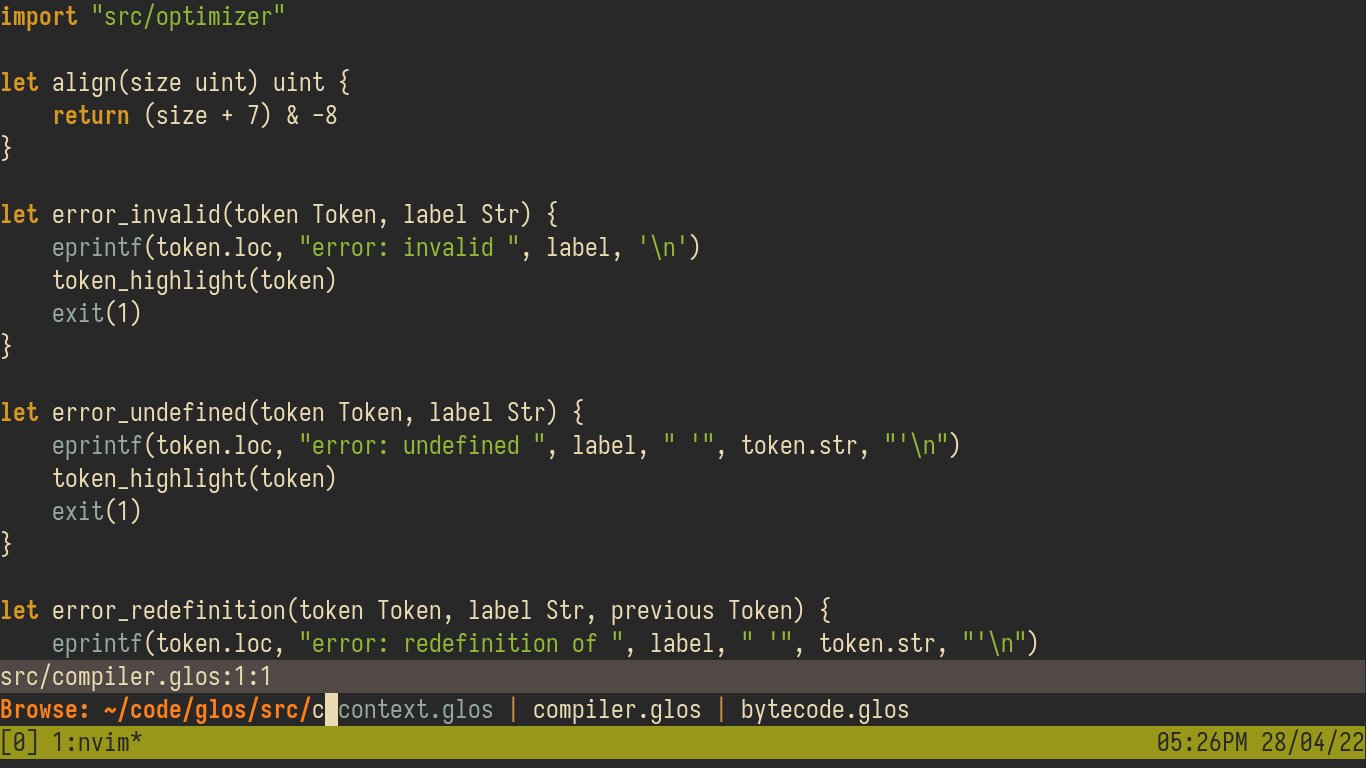 import "src/optimizer"

let align(size uint) uint {
    return (size + 7) & -8
}

let error_invalid(token Token, label Str) {
    eprintf(token.loc, "error: invalid ", label, '\n')
    token_highlight(token)
    exit(1)
}

let error_undefined(token Token, label Str) {
    eprintf(token.loc, "error: undefined ", label, " '", token.str, "'\n")
    token_highlight(token)
    exit(1)
}

let error_redefinition(token Token, label Str, previous Token) {
    eprintf(token.loc, "error: redefinition of ", label, " '", token.str, "'\n")
src/compiler.glos:1:1
Browse: ~/code/glos/src/c context.glos | compiler.glos | bytecode.glos
[0] 1:nvim* 05:26PM 28/04/22